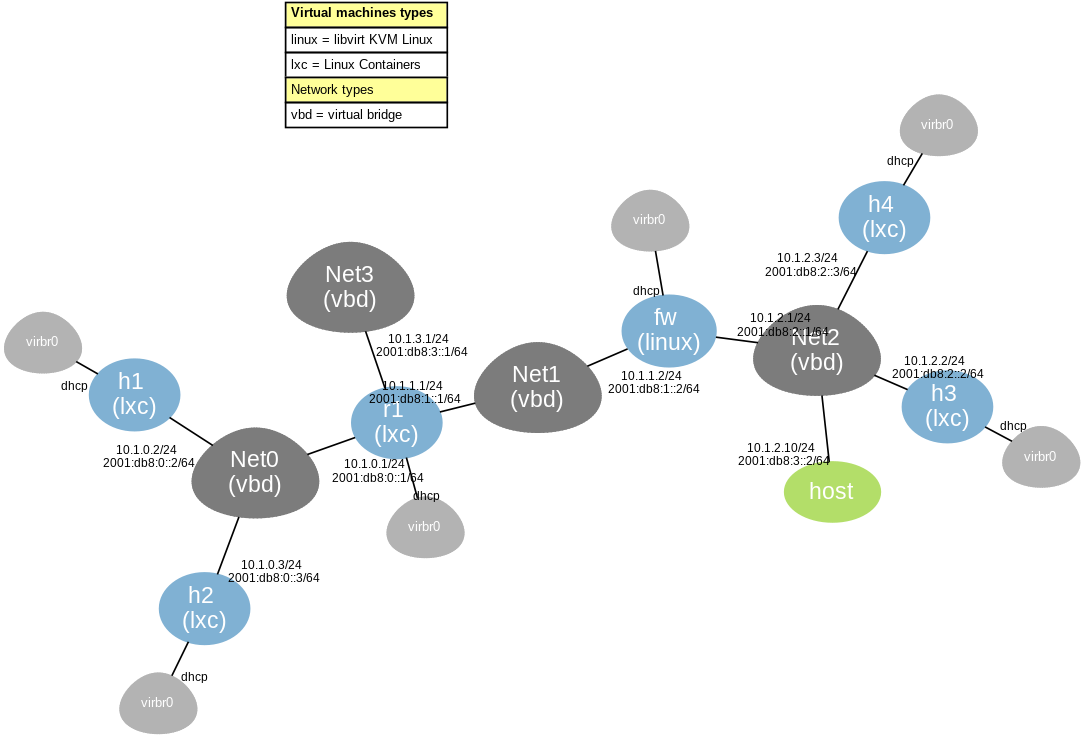 Virtual machines types
linux = libvirt KVM Linux
lxc = Linux Containers
Network types
vbd = virtual bridge
virbr0
dhcp
h4
(lxc)
10.1.2.3/24
2001:db8:2::3/64
virbr0
dhcp
fw
(linux)
10.1.1.2/24
2001:db8:1::2/64
10.1.2.1/24
2001:db8:2::1/64
Net2
(vbd)
10.1.2.2/24
2001:db8:2::2/64
h3
(lxc)
dhcp
virbr0
10.1.2.10/24
2001:db8:3::2/64
host
Net3
(vbd)
10.1.3.1/24
2001:db8:3::1/64
10.1.1.1/24
2001:db8:1::1/64
r1
(lxc)
Net1
(vbd)
10.1.0.1/24
2001:db8:0::1/64
dhcp
virbr0
virbr0
dhcp
h1
(lxc)
10.1.0.2/24
2001:db8:0::2/64
Net0
(vbd)
10.1.0.3/24
2001:db8:0::3/64
h2
(lxc)
dhcp
virbr0